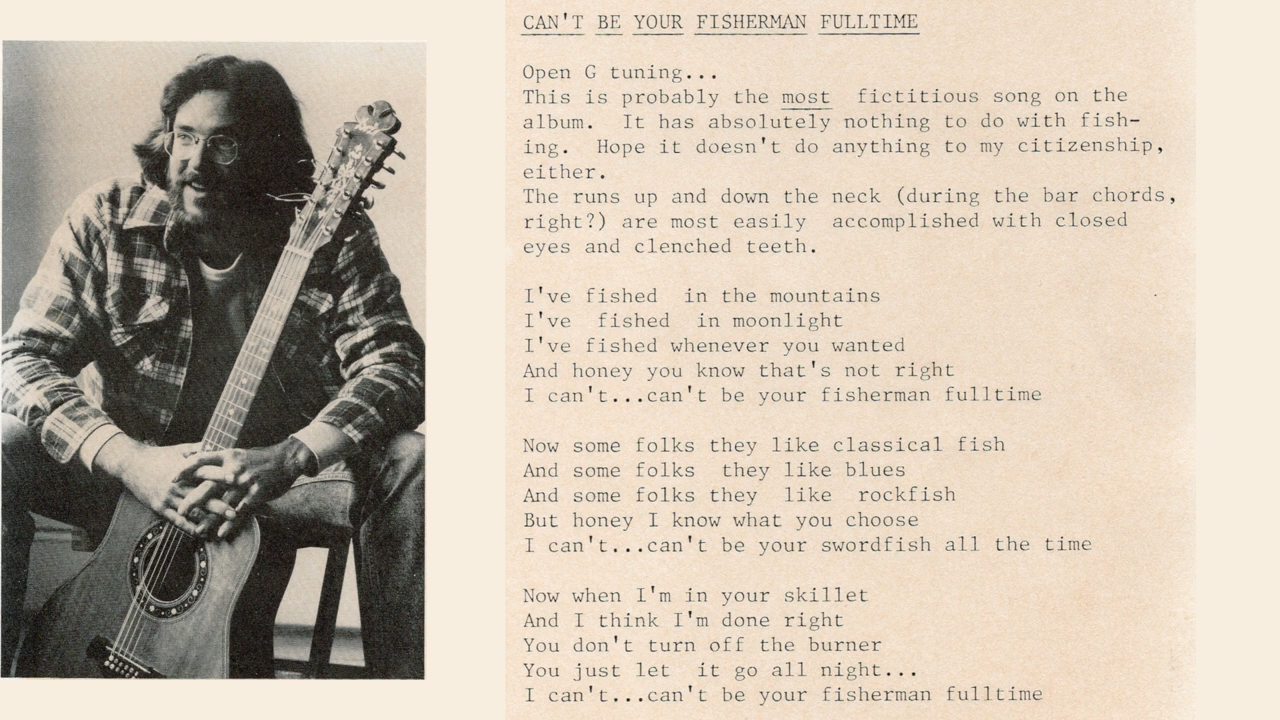 CAN'T BE YOUR FISHERMAN FULLTIME
Open G tuning...
This is probably the most fictitious song on the
album. It has absolutely nothing to do with fish-
ing. Hope it doesn't do anything to my citizenship,
either.
The runs up and down the neck (during the bar chords,
right?) are most easily accomplished with closed
eyes and clenched teeth.
I've fished in the mountains
I've fished in moonlight
I've fished whenever you wanted
And honey you know that's not right
I can't...can't be your fisherman fulltime
Now some folks they like classical fish
And some folks they like blues
And some folks they like rockfish
But honey I know what you choose
I can't...can't be your swordfish all the time
Now when I'm in your skillet
And I think I'm done right
You don't turn off the burner
You just let it go all night...
I can't...can't be your fisherman fulltime